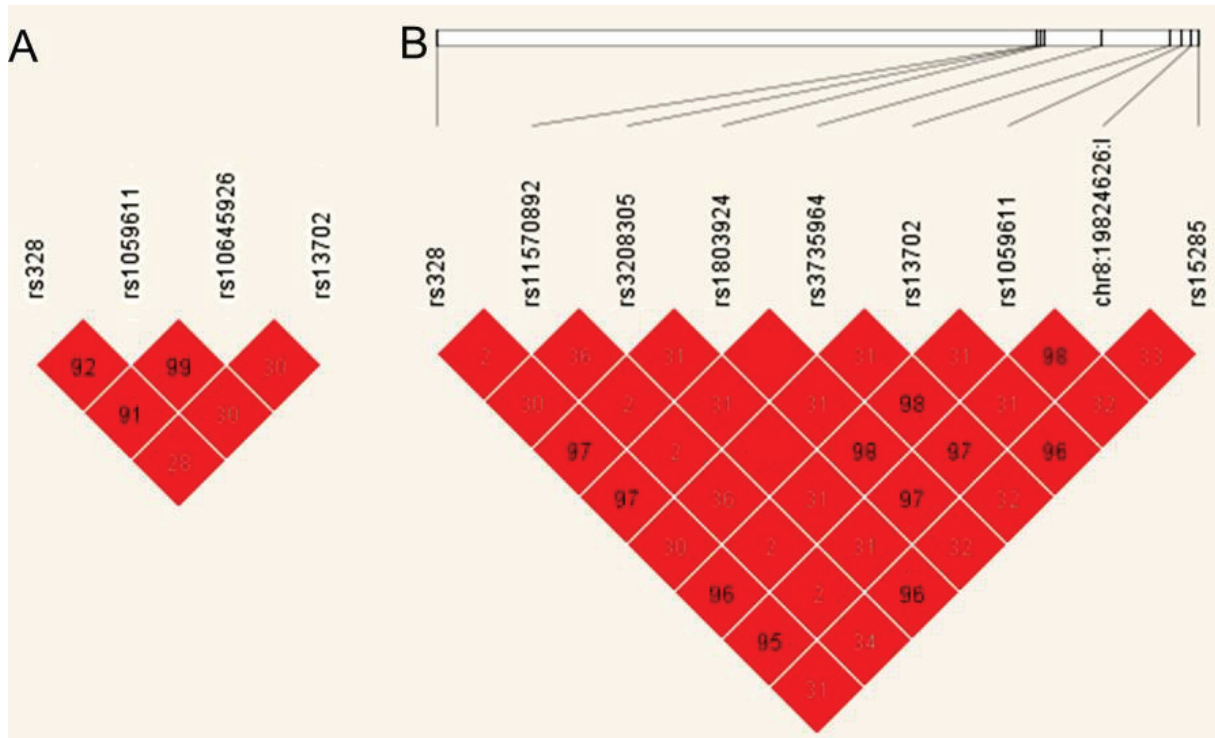 A
rs328
rs1059611
rs10645926
rs13702
92 99 30
91 30
28
B
rs328
rs11570892
rs3208305
rs1803924
rs3735964
rs13702
rs1059611
chr8:19824626:I
rs15285
2 36 31 31 31 98 33
30 2 31 31 98 31 32
97 2 98 97 96
97 36 31 97 32
30 2 31 32
96 2 96
95 34
31